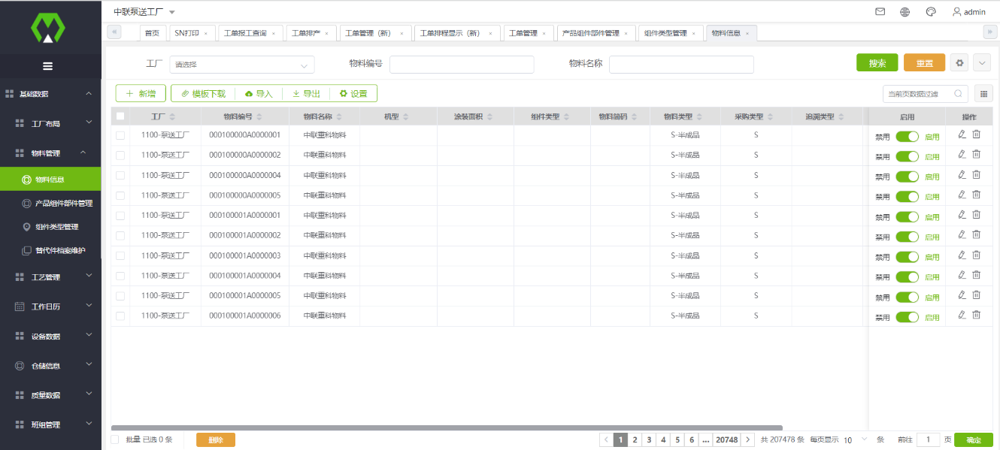 中联泵送工厂
admin
首页 SN打印 × 工单报工查询 × 工单排产 × 工单管理（新） × 工单排程显示（新） × 工单管理 × 产品组件部件管理 × 组件类型管理 × 物料信息 ×
基础数据
工厂布局
物料管理
物料信息
产品组件部件管理
组件类型管理
替代件档案维护
工艺管理
工作日历
设备数据
仓储信息
质量数据
班组管理
工厂 请选择 物料编号 物料名称 搜索 重置
+ 新增 模板下载 导入 导出 设置 当前页数据过滤
工厂 物料编号 物料名称 机型 涂装面积 组件类型 物料简码 物料类型 采购类型 追溯类型 启用 操作
1100-泵送工厂 000100000A0000001 中联重科物料 S-半成品 S 禁用 启用
1100-泵送工厂 000100000A0000002 中联重科物料 S-半成品 S 禁用 启用
1100-泵送工厂 000100000A0000004 中联重科物料 S-半成品 S 禁用 启用
1100-泵送工厂 000100000A0000005 中联重科物料 S-半成品 S 禁用 启用
1100-泵送工厂 000100001A0000001 中联重科物料 S-半成品 S 禁用 启用
1100-泵送工厂 000100001A0000002 中联重科物料 S-半成品 S 禁用 启用
1100-泵送工厂 000100001A0000003 中联重科物料 S-半成品 S 禁用 启用
1100-泵送工厂 000100001A0000004 中联重科物料 S-半成品 S 禁用 启用
1100-泵送工厂 000100001A0000005 中联重科物料 S-半成品 S 禁用 启用
1100-泵送工厂 000100001A0000006 中联重科物料 S-半成品 S 禁用 启用
批量 已选 0 条 删除 < 1 2 3 4 5 6 ... 20748 > 共 207478 条 每页显示 10 条 前往 1 页 确定